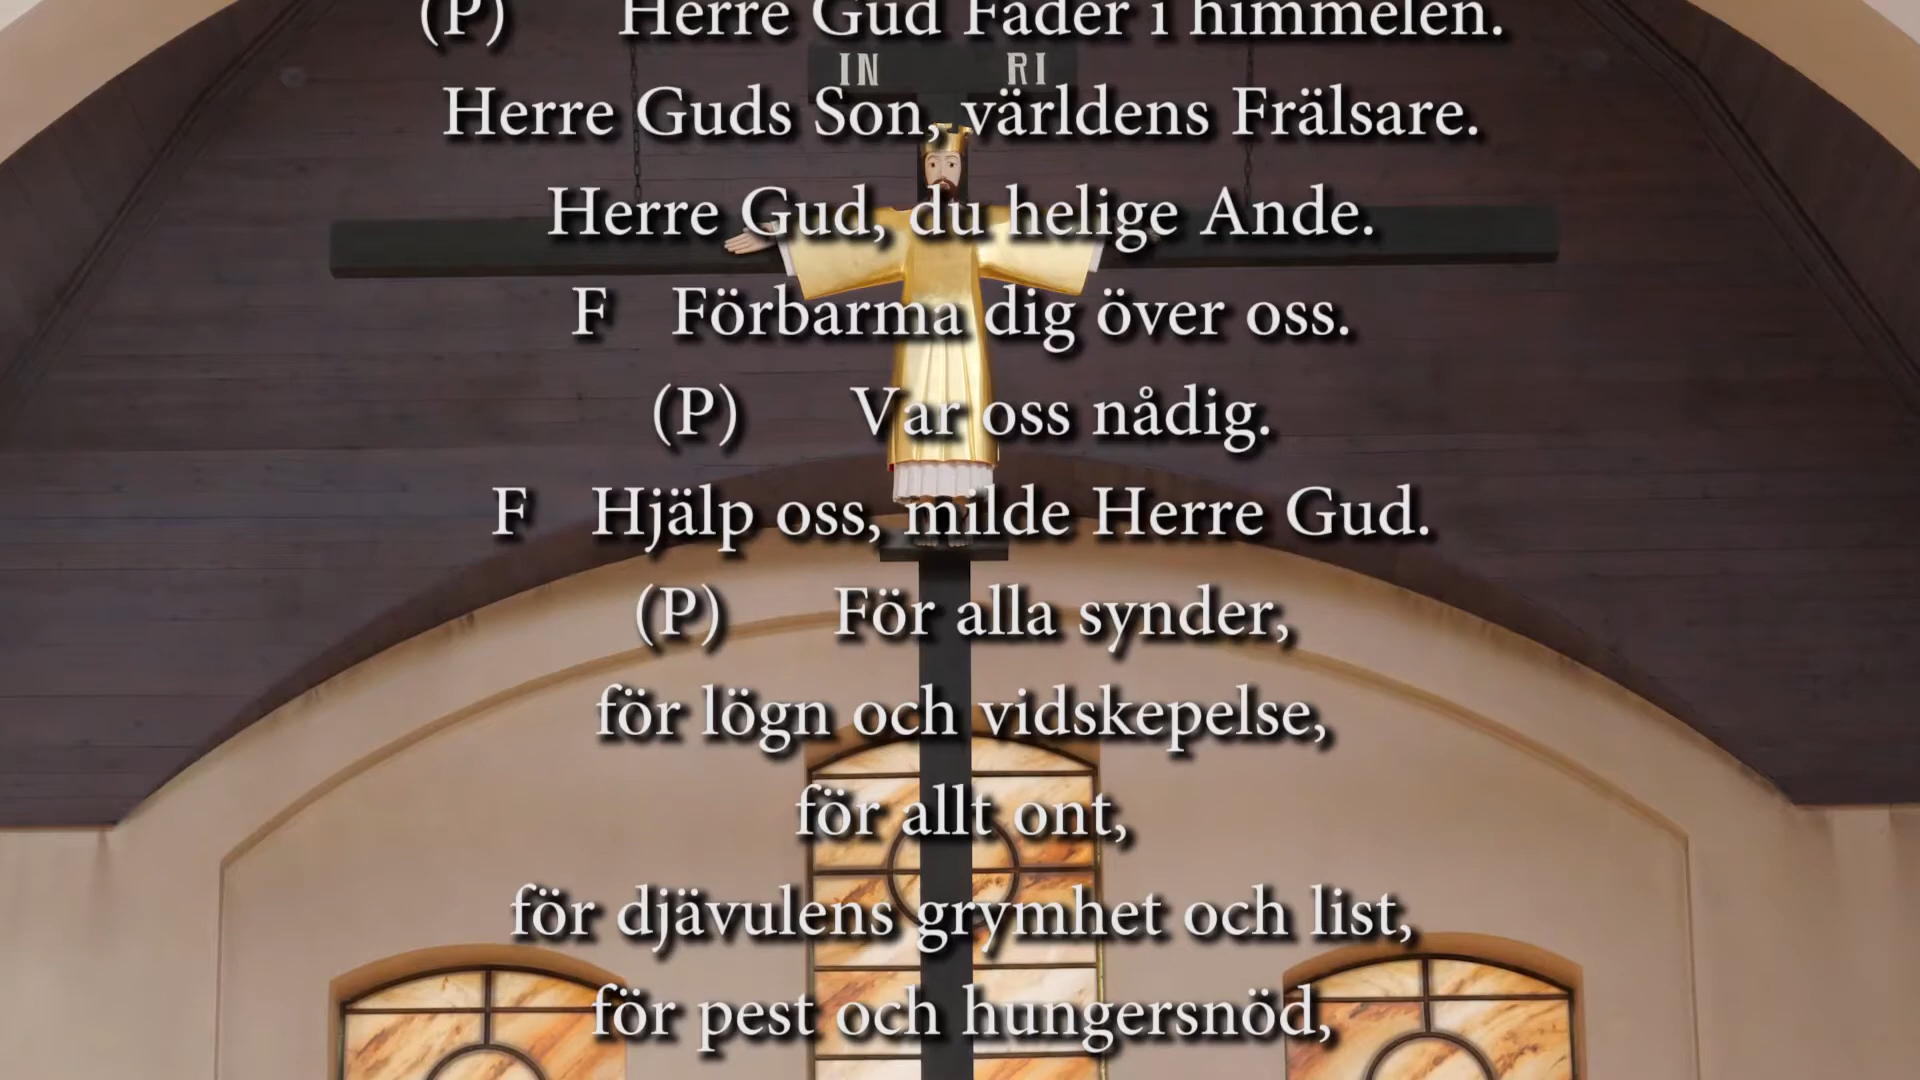 (P) Herre Gud Fader i himmelen.
IN RI
Herre Guds Son, världens Frälsare.
Herre Gud, du helige Ande.
F Förbarma dig över oss.
(P) Var oss nådig.
F Hjälp oss, milde Herre Gud.
(P) För alla synder,
för lögn och vidskepelse,
för allt ont,
för djävulens grymhet och list,
för pest och hungersnöd,